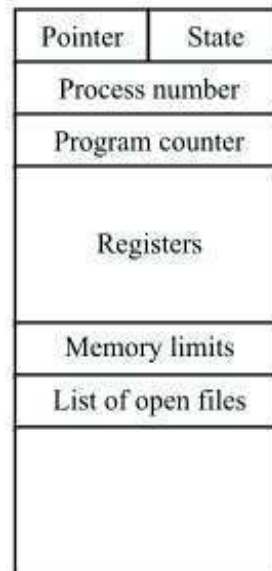 Pointer State
Process number
Program counter
Registers
Memory limits
List of open files